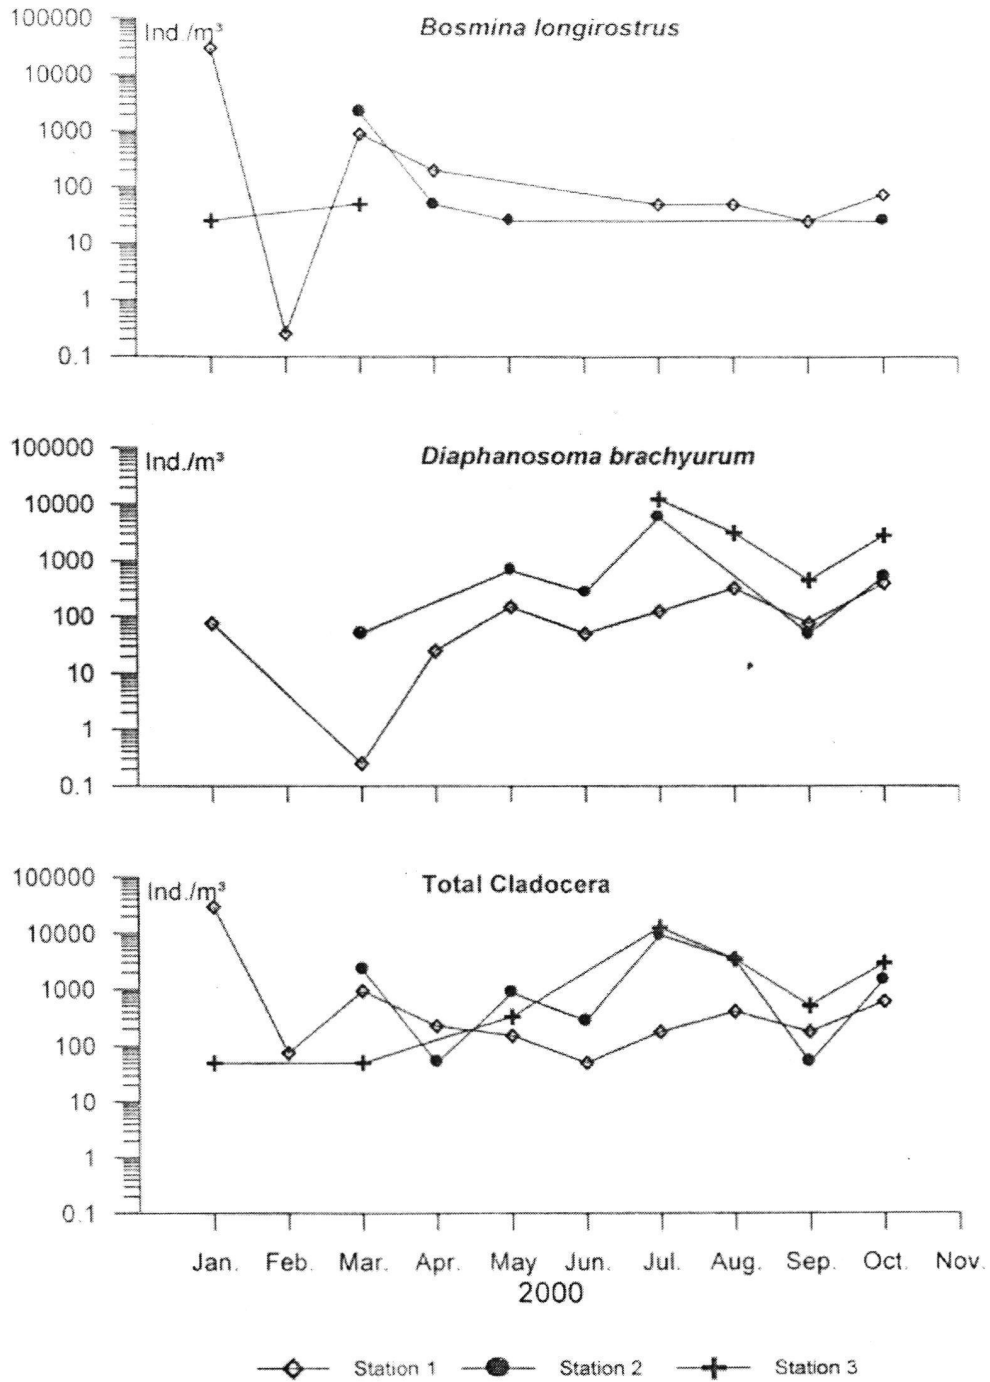 Bosmina longirostrus
Ind./m³
100000
10000
1000
100
10
1
0.1
Diaphanosoma brachyurum
Ind./m³
100000
10000
1000
100
10
1
0.1
Total Cladocera
Ind./m³
100000
10000
1000
100
10
1
0.1
Jan. Feb. Mar. Apr. May Jun. Jul. Aug. Sep. Oct. Nov.
2000
Station 1 Station 2 Station 3